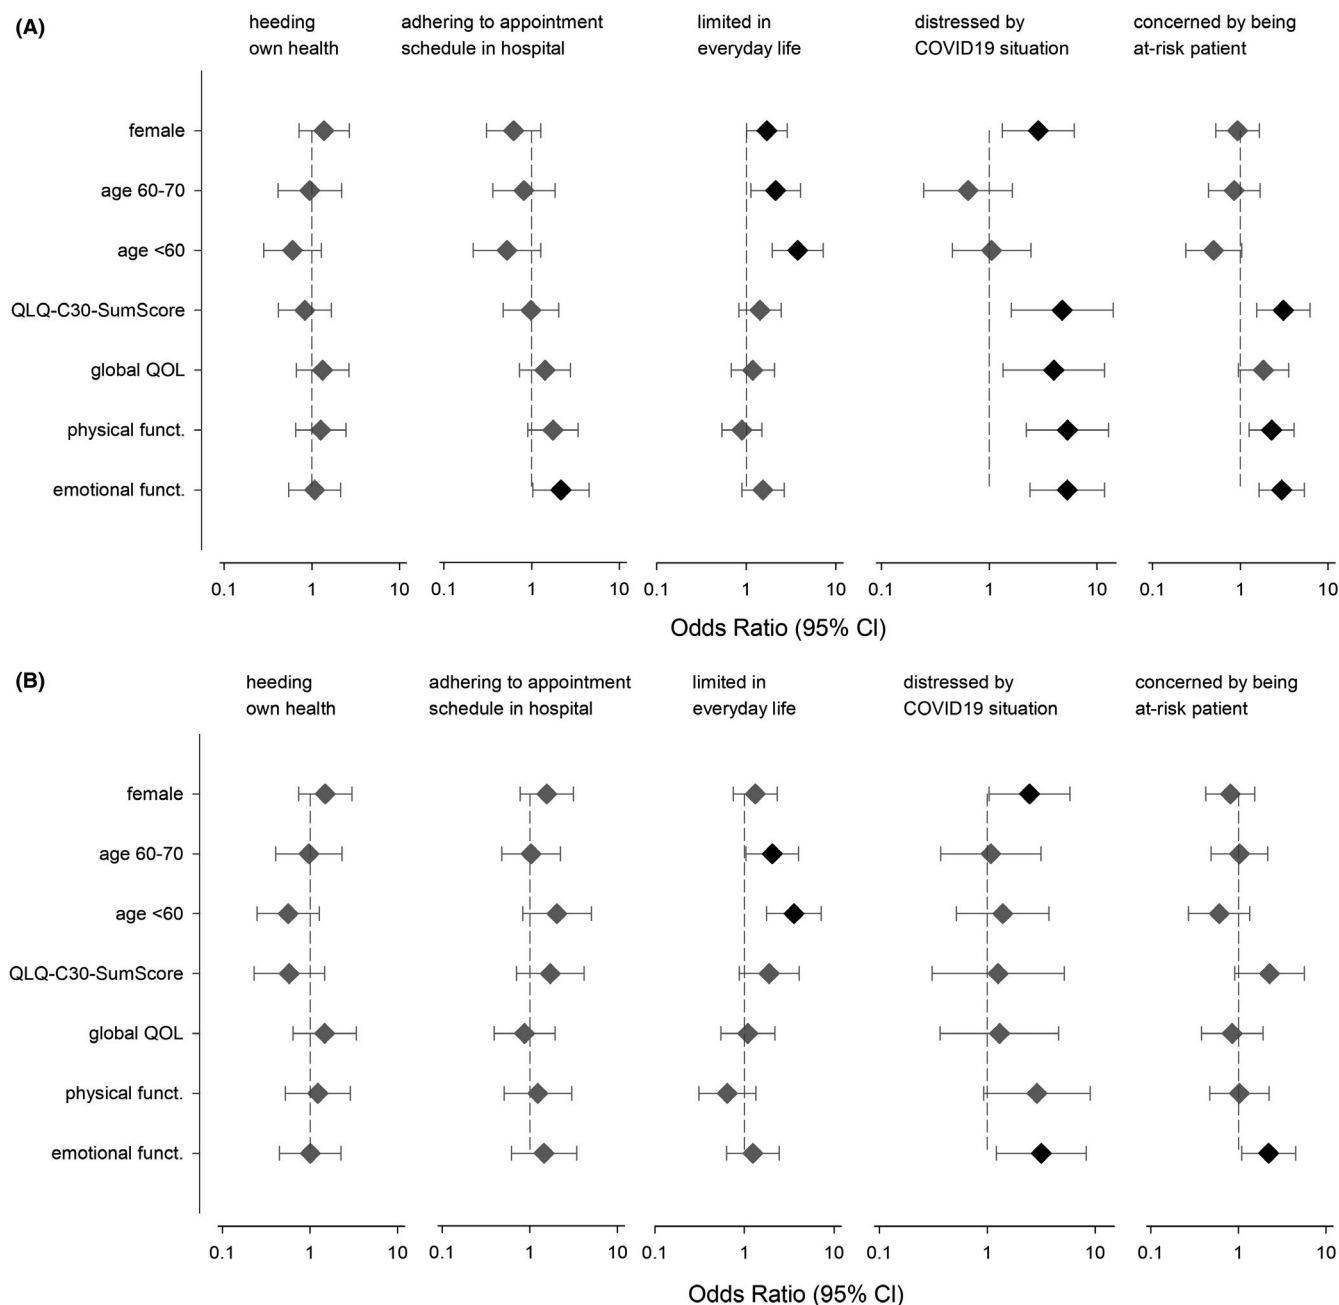 (A)
heeding
own health
adhering to appointment
schedule in hospital
limited in
everyday life
distressed by
COVID19 situation
concerned by being
at-risk patient
female
age 60-70
age <60
QLQ-C30-SumScore
global QOL
physical funct.
emotional funct.
0.1 1 10 0.1 1 10 0.1 1 10 0.1 1 10 0.1 1 10
Odds Ratio (95% CI)
(B)
heeding
own health
adhering to appointment
schedule in hospital
limited in
everyday life
distressed by
COVID19 situation
concerned by being
at-risk patient
female
age 60-70
age <60
QLQ-C30-SumScore
global QOL
physical funct.
emotional funct.
0.1 1 10 0.1 1 10 0.1 1 10 0.1 1 10 0.1 1 10
Odds Ratio (95% CI)